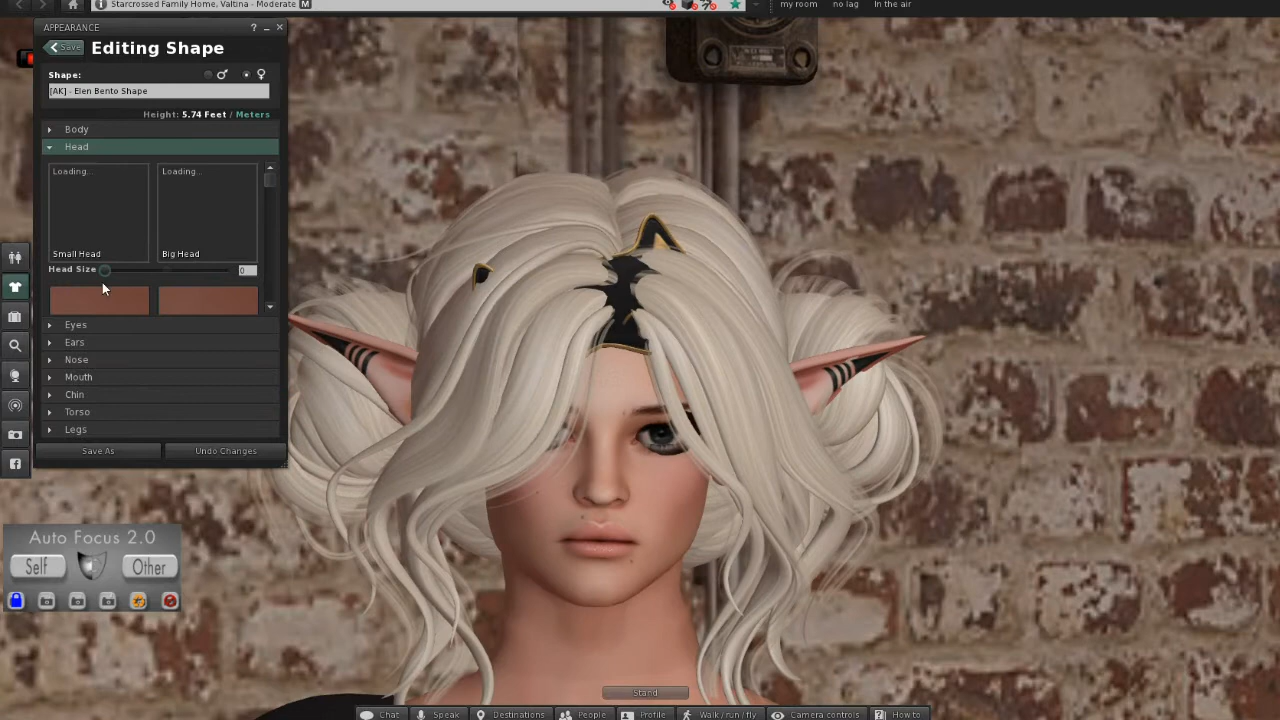 Starcrossed Family Home, Valtina - Moderate M
my room no lag In the air
APPEARANCE ?
Save Editing Shape
Shape:
[AK] - Elen Bento Shape
Height: 5.74 Feet / Meters
Body
Head
Loading... Loading...
Small Head Big Head
Head Size 0
Eyes
Ears
Nose
Mouth
Chin
Torso
Legs
Save As Undo Changes
Auto Focus 2.0
Self Other
Stand
Chat Speak Destinations People Profile Walk / run / fly Camera controls ? How to